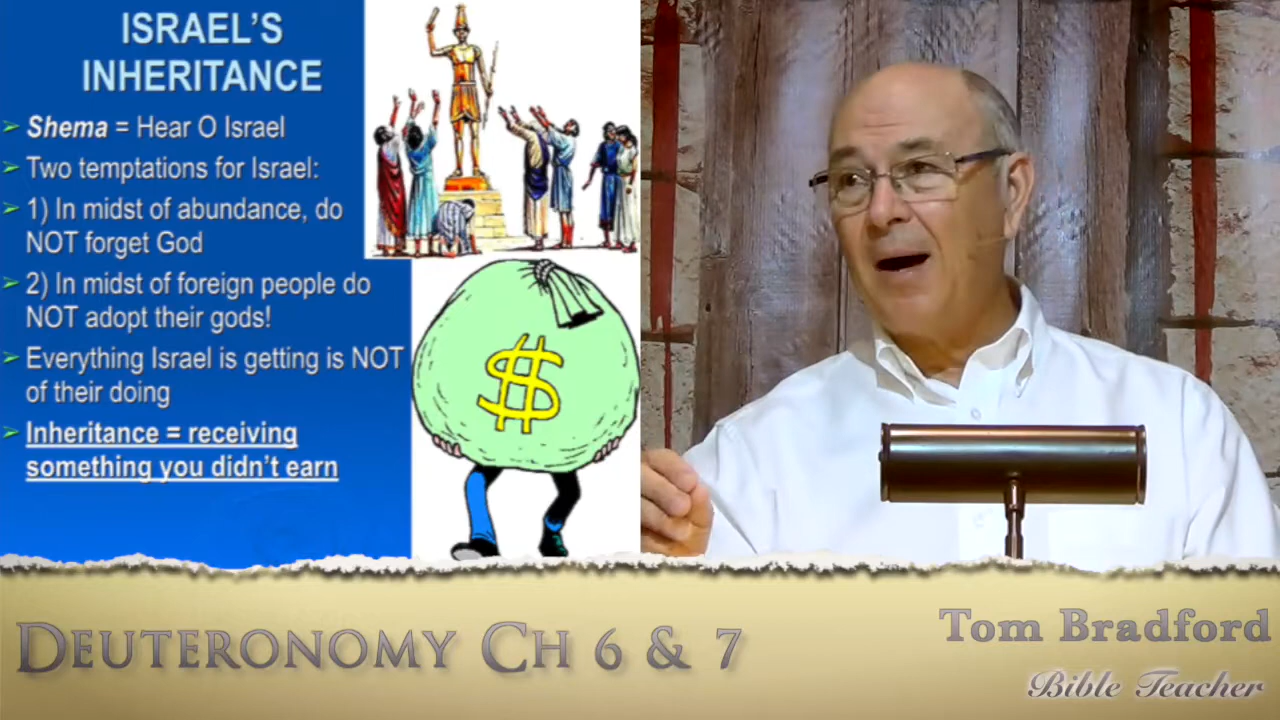 ISRAEL'S
INHERITANCE
➢ Shema = Hear O Israel
➢ Two temptations for Israel:
➢ 1) In midst of abundance, do
NOT forget God
➢ 2) In midst of foreign people do
NOT adopt their gods!
➢ Everything Israel is getting is NOT
of their doing
➢ Inheritance = receiving
something you didn't earn
$
DEUTERONOMY CH 6 & 7
Tom Bradford
Bible Teacher